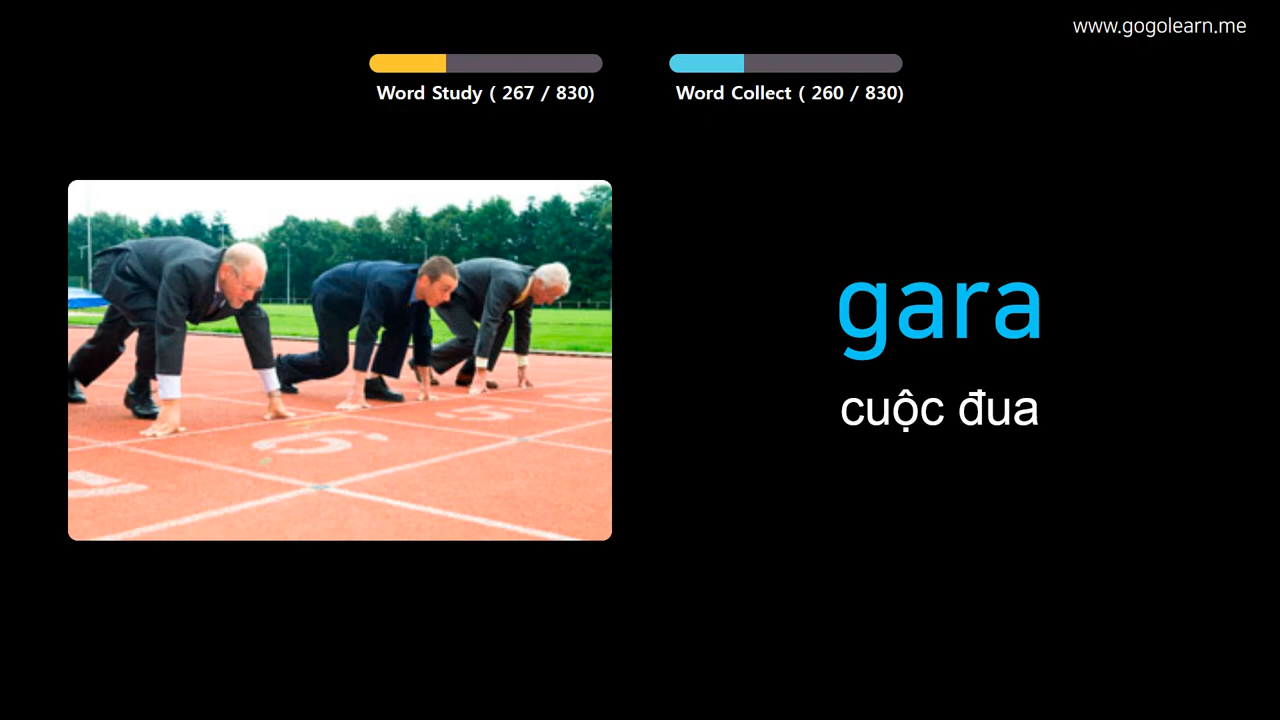 www.gogolearn.me
Word Study ( 267 / 830)
Word Collect ( 260 / 830)
gara
cuộc đua